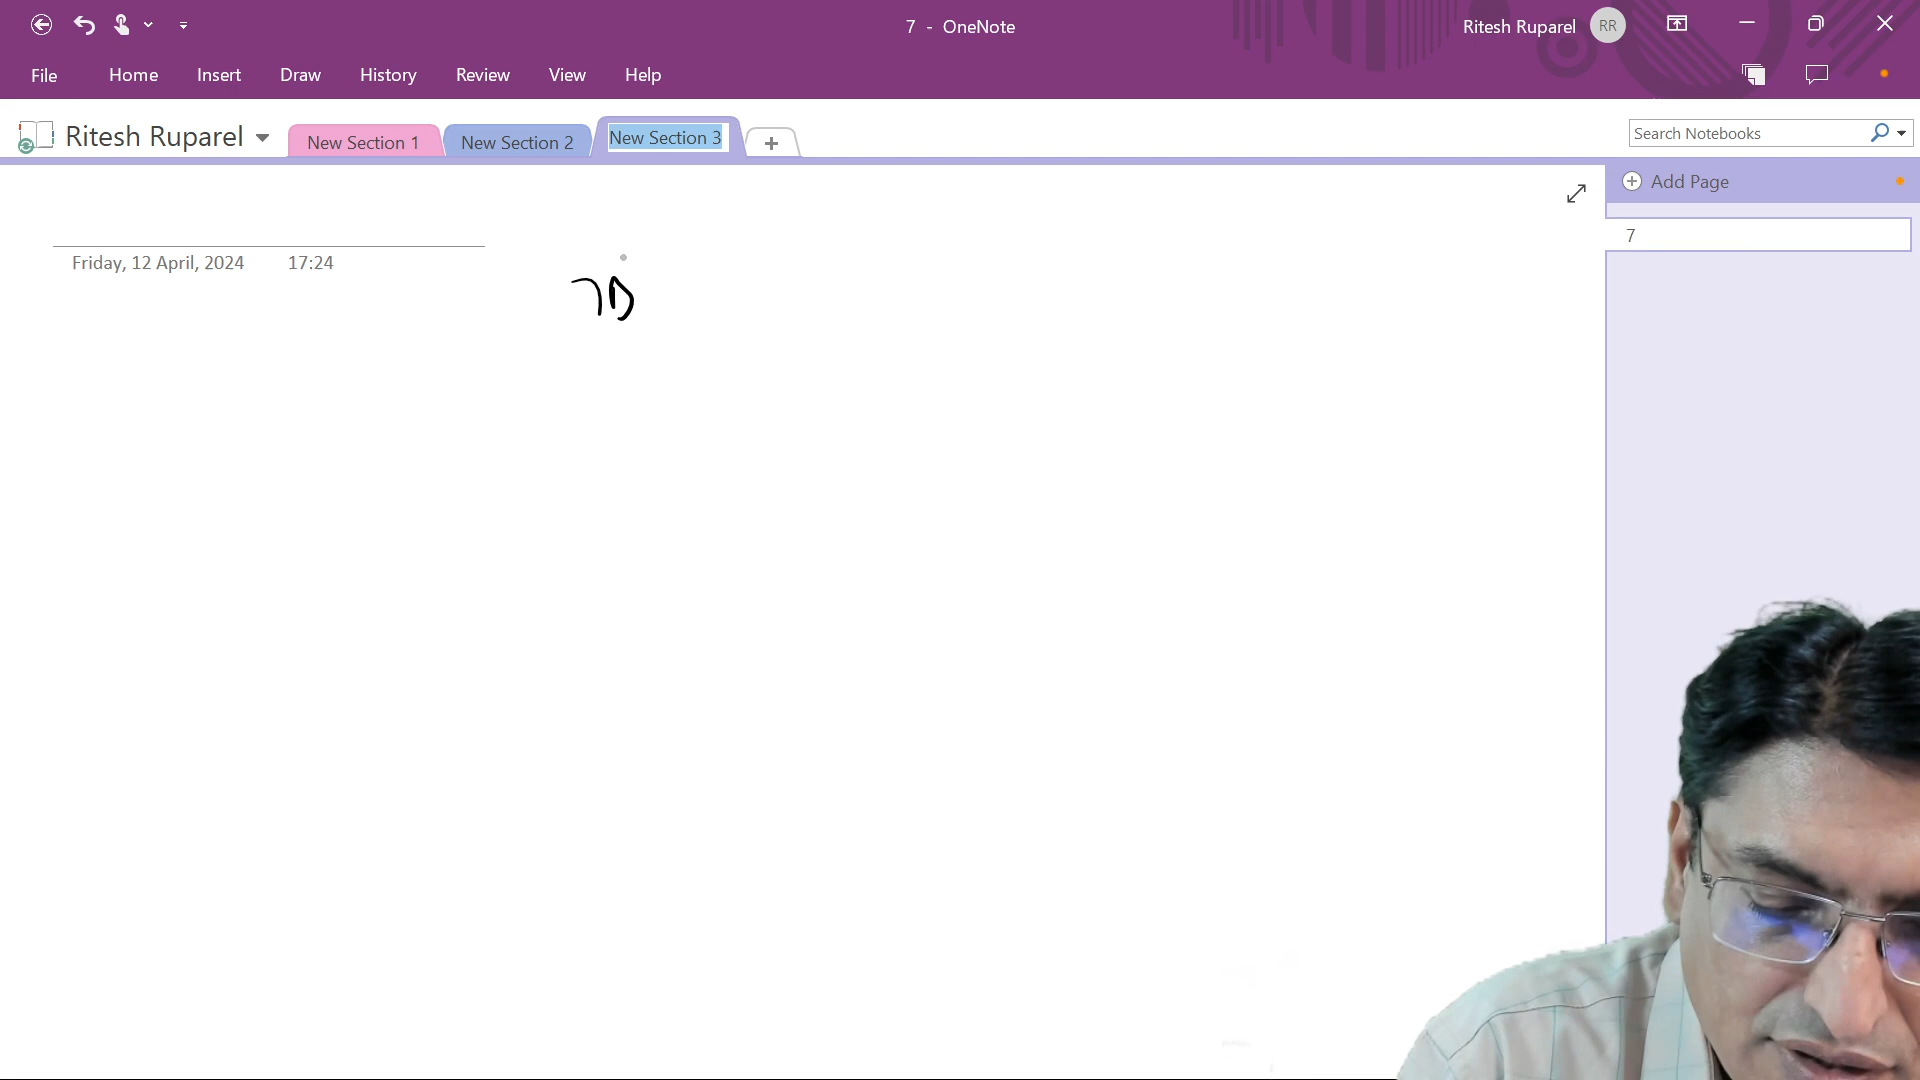 7 - OneNote
Ritesh Ruparel RR
File Home Insert Draw History Review View Help
Ritesh Ruparel New Section 1 New Section 2 New Section 3 +
Search Notebooks
Add Page
7
Friday, 12 April, 2024 17:24
7D